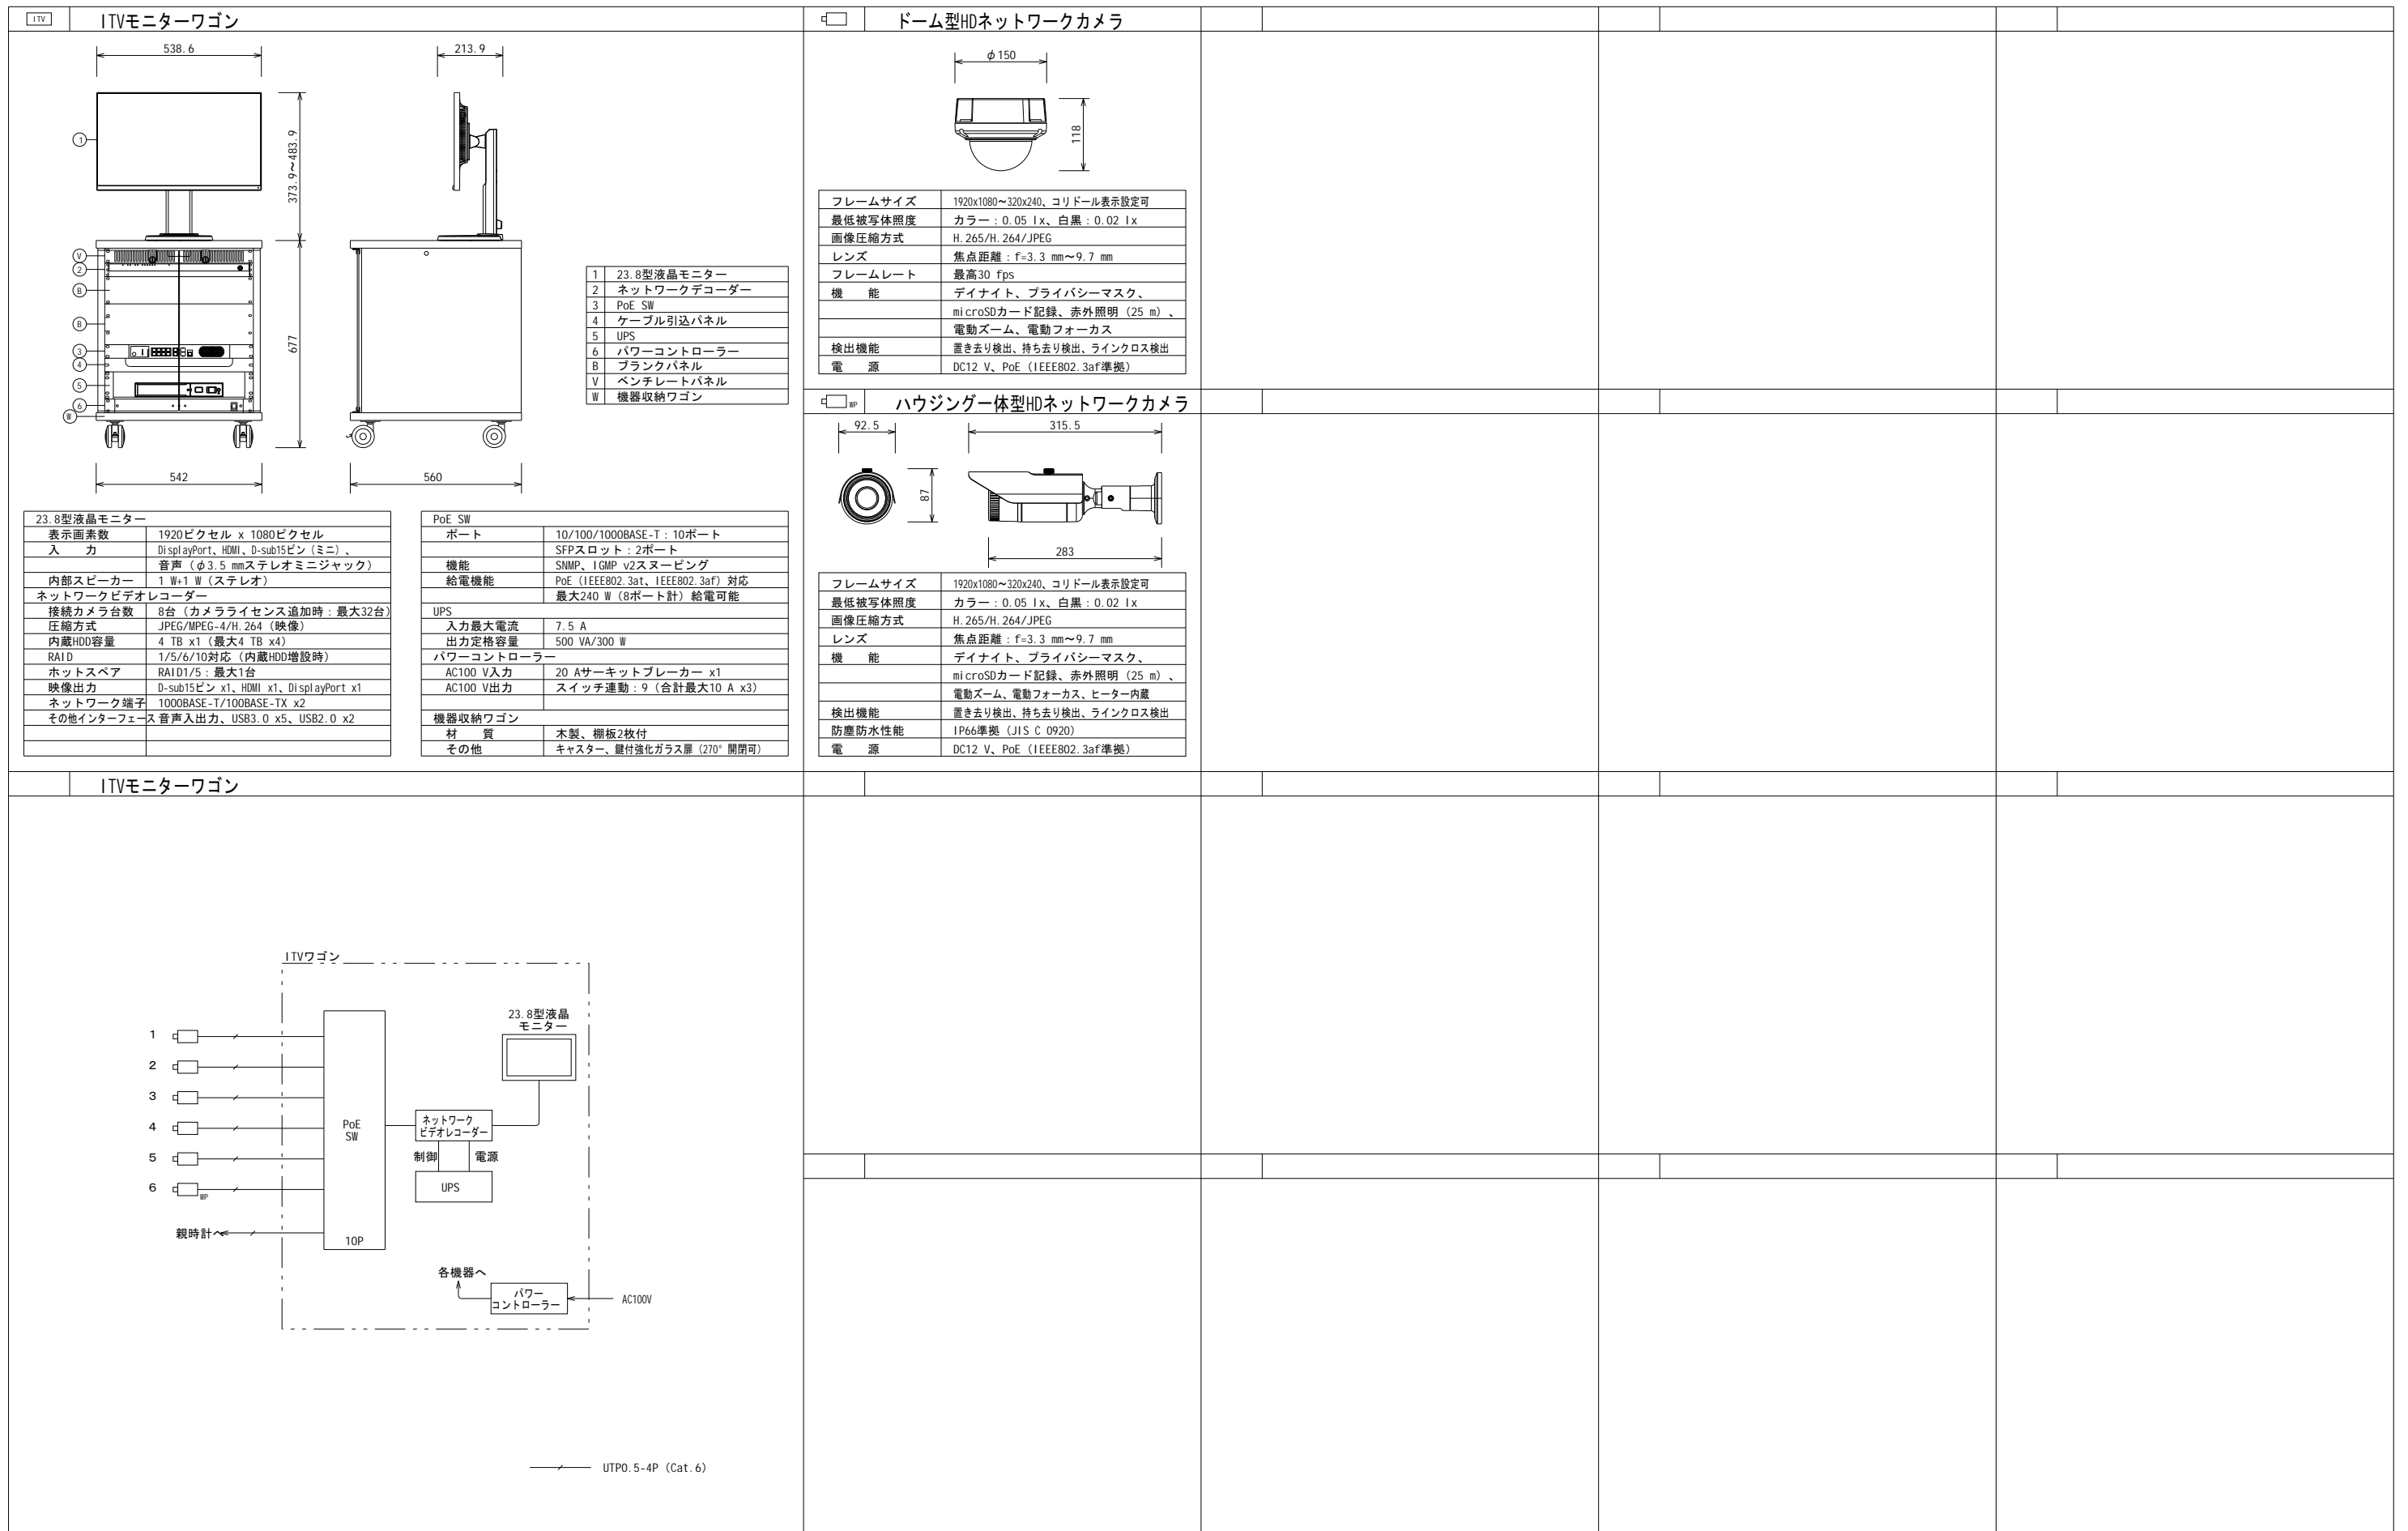 ITV ITVモニターワゴン
538.6
213.9
373.9~483.9
677
542
560
1
V
2
B
B
3
4
5
6
W
1 23.8型液晶モニター
2 ネットワークデコーダー
3 PoE SW
4 ケーブル引込パネル
5 UPS
6 パワーコントローラー
B ブランクパネル
V ベンチレートパネル
W 機器収納ワゴン
23.8型液晶モニター
表示画素数 1920ピクセル x 1080ピクセル
入 力 DisplayPort、HDMI、D-sub15ピン（ミニ）、
音声（φ3.5 mmステレオミニジャック）
内部スピーカー 1 W+1 W（ステレオ）
ネットワークビデオレコーダー
接続カメラ台数 8台（カメラライセンス追加時：最大32台）
圧縮方式 JPEG/MPEG-4/H.264（映像）
内蔵HDD容量 4 TB x1（最大4 TB x4）
RAID 1/5/6/10対応（内蔵HDD増設時）
ホットスペア RAID1/5：最大1台
映像出力 D-sub15ピン x1、HDMI x1、DisplayPort x1
ネットワーク端子 1000BASE-T/100BASE-TX x2
その他インターフェース 音声入出力、USB3.0 x5、USB2.0 x2
PoE SW
ポート 10/100/1000BASE-T：10ポート
SFPスロット：2ポート
機能 SNMP、IGMP v2スヌーピング
給電機能 PoE（IEEE802.3at、IEEE802.3af）対応
最大240 W（8ポート計）給電可能
UPS
入力最大電流 7.5 A
出力定格容量 500 VA/300 W
パワーコントローラー
AC100 V入力 20 Aサーキットブレーカー x1
AC100 V出力 スイッチ連動：9（合計最大10 A x3）
機器収納ワゴン
材 質 木製、棚板2枚付
その他 キャスター、鍵付強化ガラス扉（270°開閉可）
ドーム型HDネットワークカメラ
φ150
118
フレームサイズ 1920x1080~320x240、コリドール表示設定可
最低被写体照度 カラー：0.05 lx、白黒：0.02 lx
画像圧縮方式 H.265/H.264/JPEG
レンズ 焦点距離：f=3.3 mm～9.7 mm
フレームレート 最高30 fps
機 能 デイナイト、プライバシーマスク、
microSDカード記録、赤外照明（25 m）、
電動ズーム、電動フォーカス
検出機能 置き去り検出、持ち去り検出、ラインクロス検出
電 源 DC12 V、PoE（IEEE802.3af準拠）
WP ハウジング一体型HDネットワークカメラ
92.5
315.5
87
283
フレームサイズ 1920x1080~320x240、コリドール表示設定可
最低被写体照度 カラー：0.05 lx、白黒：0.02 lx
画像圧縮方式 H.265/H.264/JPEG
レンズ 焦点距離：f=3.3 mm～9.7 mm
機 能 デイナイト、プライバシーマスク、
microSDカード記録、赤外照明（25 m）、
電動ズーム、電動フォーカス、ヒーター内蔵
検出機能 置き去り検出、持ち去り検出、ラインクロス検出
防塵防水性能 IP66準拠（JIS C 0920）
電 源 DC12 V、PoE（IEEE802.3af準拠）
ITVモニターワゴン
ITVワゴン
23.8型液晶
モニター
1
2
3
4
5
6 WP
PoE
SW
10P
ネットワーク
ビデオレコーダー
制御 電源
UPS
親時計へ
各機器へ
パワー
コントローラー
AC100V
UTP0.5-4P（Cat.6）